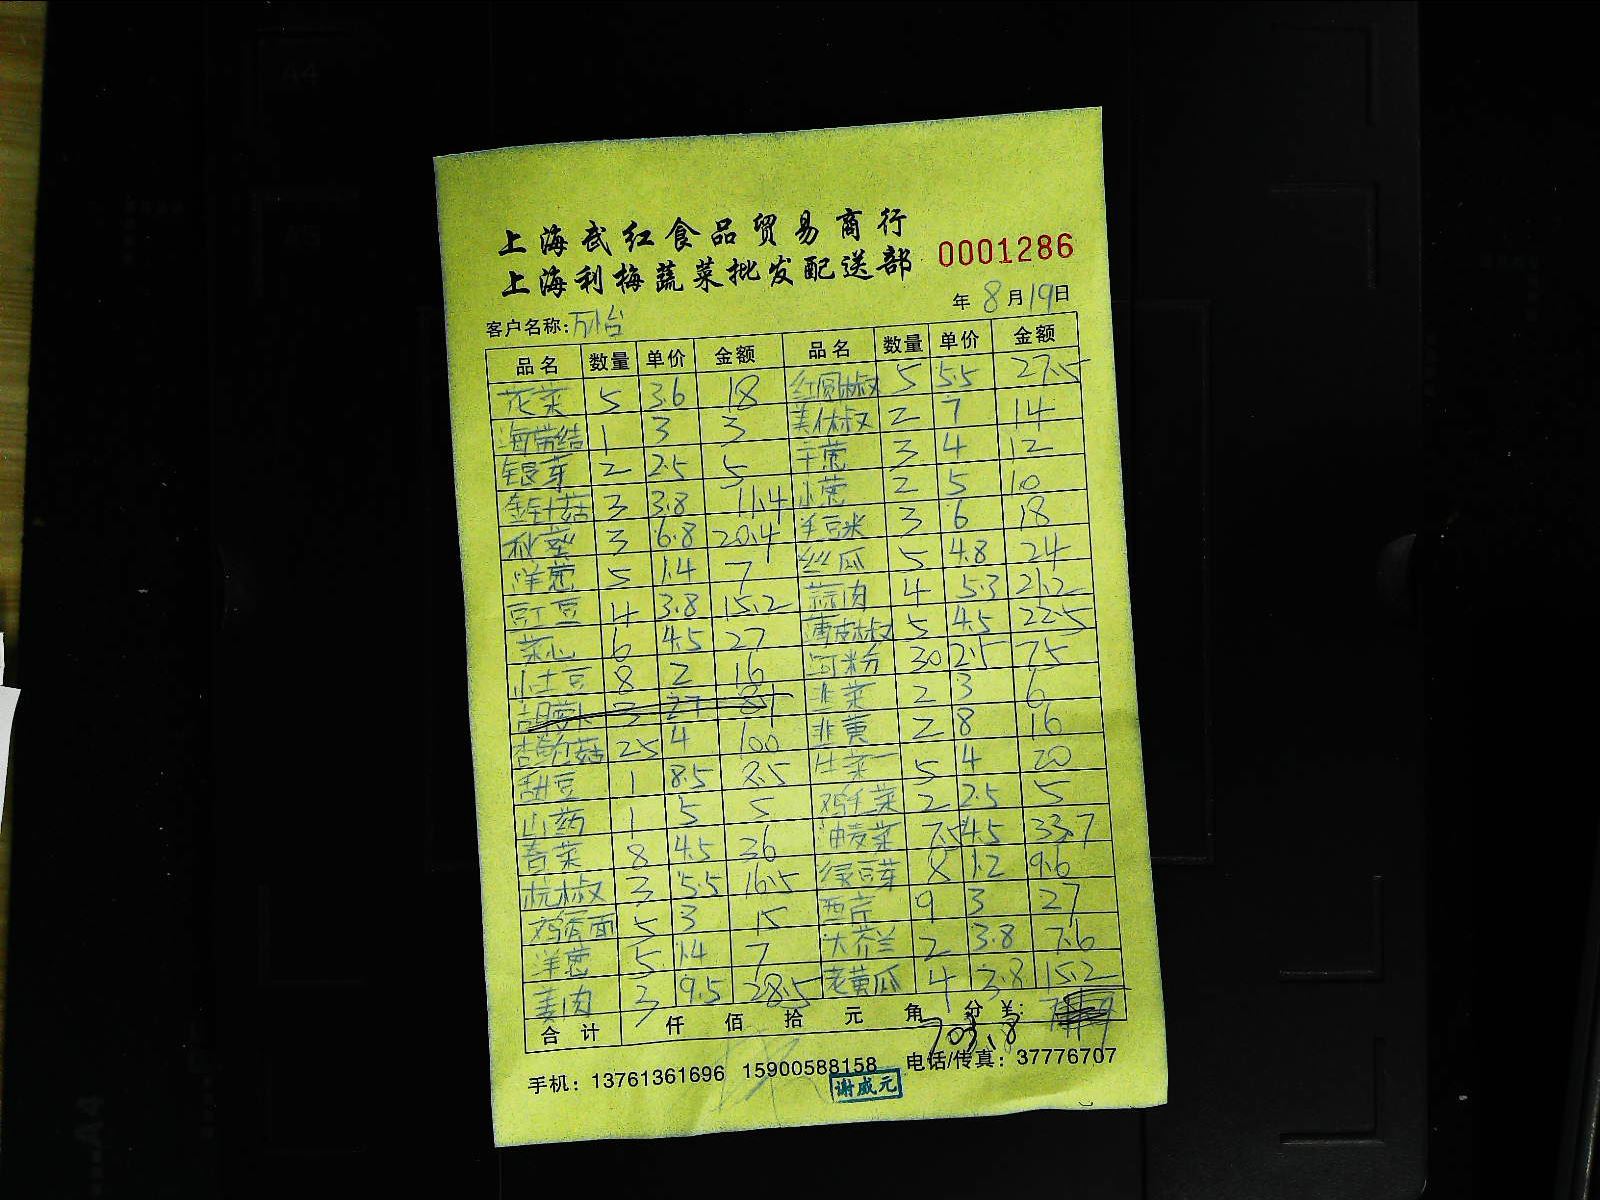 上海武红食品贸易商行
上海利梅蔬菜批发配送部 0001286
年 8月19日
客户名称: 万怡
品名 数量 单价 金额 品名 数量 单价 金额
花菜 5 3.6 18 红圆椒 5 5.5 27.5
海带结 1 3 3 美人椒 2 7 14
银芽 2 2.5 5 干葱 3 4 12
金针菇 3 3.8 11.4 小葱 2 5 10
秋葵 3 6.8 20.4 毛豆米 3 6 18
洋葱 5 1.4 7 丝瓜 5 4.8 24
豇豆 4 3.8 15.2 蒜肉 4 5.3 21.2
菜心 6 4.5 27 薄皮椒 5 4.5 22.5
小土豆 8 2 16 河粉 30 2.5 75
胡萝卜 3 2.7 8.1 韭菜 2 3 6
杏鲍菇 25 4 100 韭黄 2 8 16
甜豆 1 8.5 8.5 生菜 5 4 20
山药 1 5 5 鸡毛菜 2 2.5 5
香菜 8 4.5 36 油麦菜 7.5 4.5 33.7
杭椒 3 5.5 16.5 绿豆芽 8 1.2 9.6
鸡蛋面 5 3 15 西芹 9 3 27
洋葱 5 1.4 7 大芥兰 2 3.8 7.6
姜肉 3 9.5 28.5 老黄瓜 4 3.8 15.2
合计 仟 佰 拾 元 角 分 ¥: 703.8
手机: 13761361696 15900588158 电话/传真: 37776707
谢威元